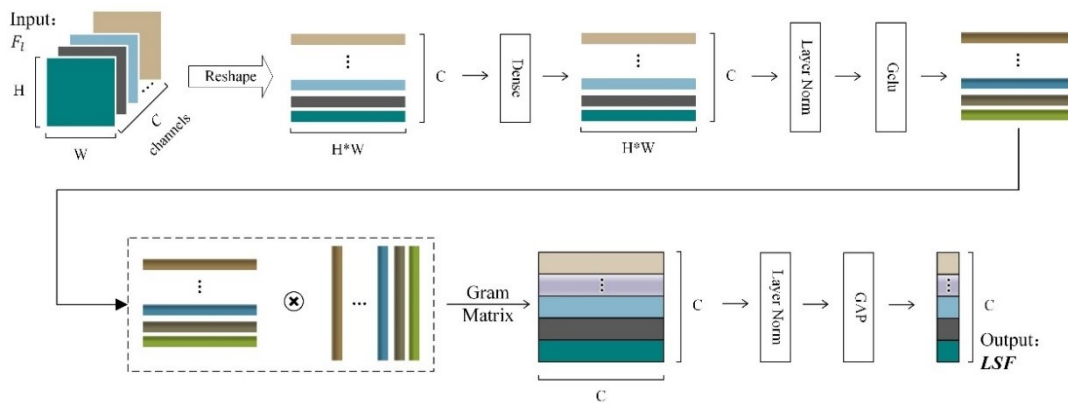 Input:
F_l
H
W
C
channels
Reshape
H*W
C
Dense
H*W
C
Layer Norm
Gelu
Gram
Matrix
C
C
Layer Norm
GAP
C
Output:
LSF